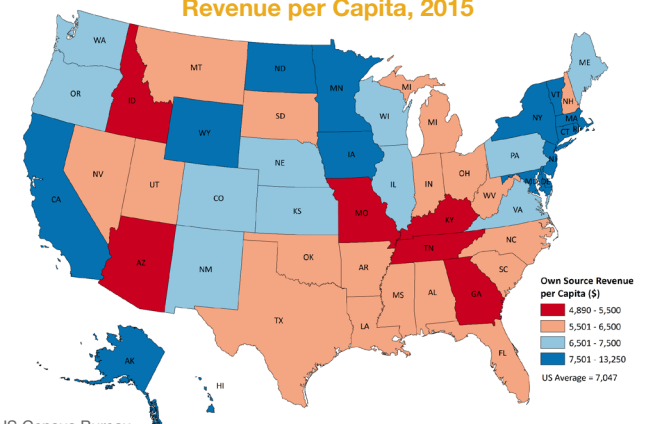 Revenue per Capita, 2015
WA
ME
MT
ND
MN
VT
NH
OR
ID
MI
WI
NY
MA
SD
MI
CT
RI
WY
IA
PA
NJ
NE
OH
MD
DE
NV
IL
IN
UT
WV
CO
VA
CA
KS
MO
KY
NC
TN
AZ
OK
NM
AR
SC
MS
AL
GA
TX
LA
FL
AK
HI
Own Source Revenue
per Capita ($)
4,890 - 5,500
5,501 - 6,500
6,501 - 7,500
7,501 - 13,250
US Average = 7,047